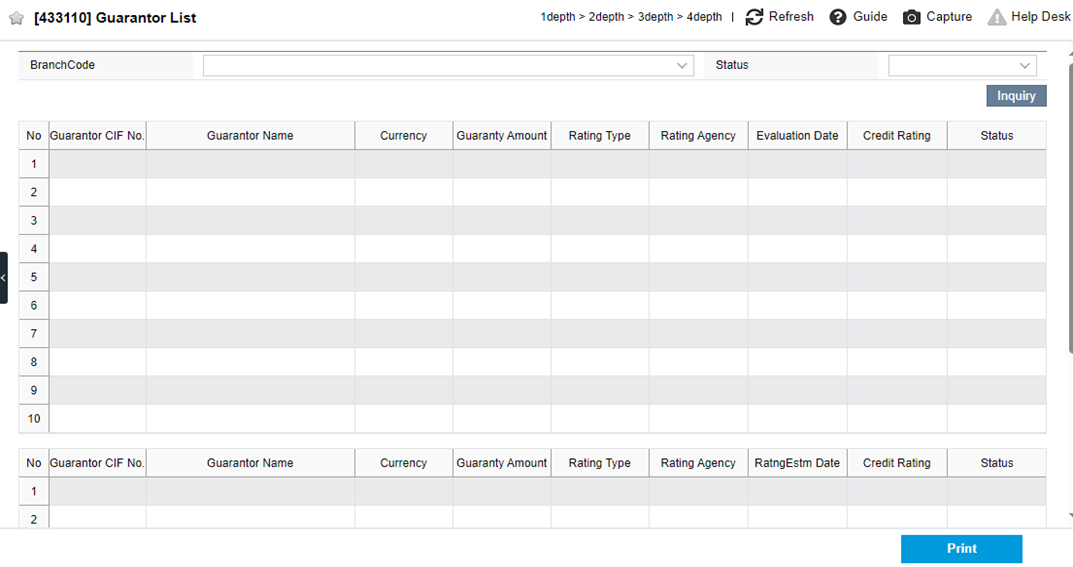 [433110] Guarantor List
1depth > 2depth > 3depth > 4depth | Refresh Guide Capture Help Desk
BranchCode Status
Inquiry
No Guarantor CIF No. Guarantor Name Currency Guaranty Amount Rating Type Rating Agency Evaluation Date Credit Rating Status
1
2
3
4
5
6
7
8
9
10
No Guarantor CIF No. Guarantor Name Currency Guaranty Amount Rating Type Rating Agency RatngEstm Date Credit Rating Status
1
2
Print